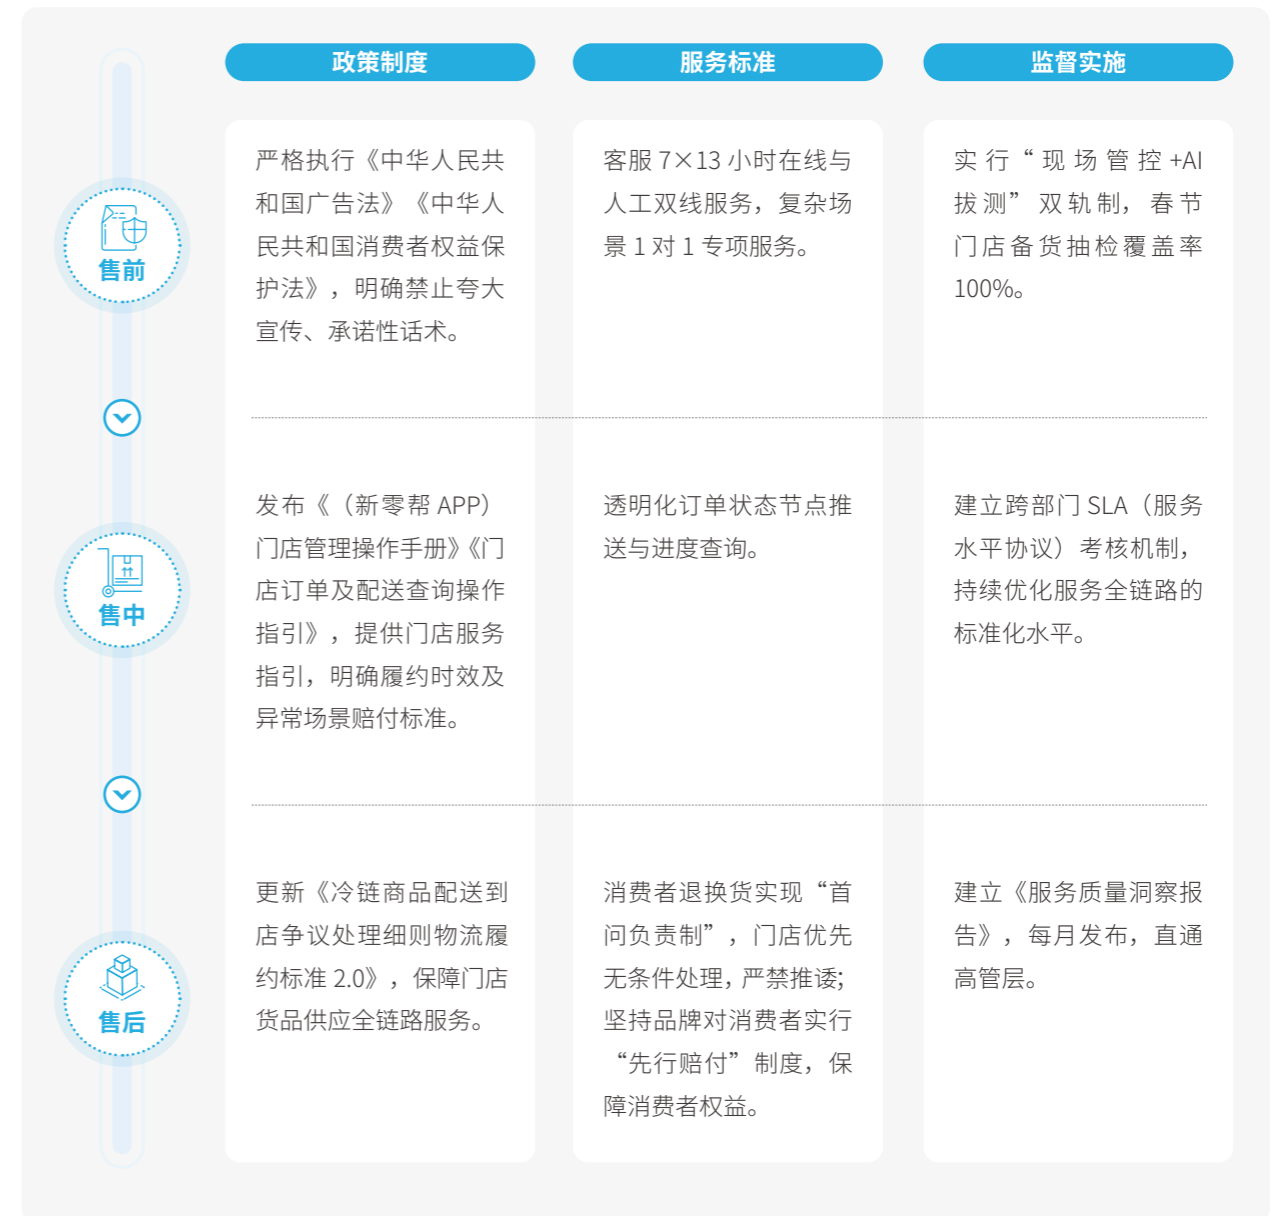 政策制度
服务标准
监督实施
售前
严格执行《中华人民共
和国广告法》《中华人
民共和国消费者权益保
护法》，明确禁止夸大
宣传、承诺性话术。
客服 7×13 小时在线与
人工双线服务，复杂场
景 1 对 1 专项服务。
实行“现场管控+AI
拔测”双轨制，春节
门店备货抽检覆盖率
100%。
售中
发布《（新零帮 APP）
门店管理操作手册》《门
店订单及配送查询操作
指引》，提供门店服务
指引，明确履约时效及
异常场景赔付标准。
透明化订单状态节点推
送与进度查询。
建立跨部门 SLA（服务
水平协议）考核机制，
持续优化服务全链路的
标准化水平。
售后
更新《冷链商品配送到
店争议处理细则物流履
约标准 2.0》，保障门店
货品供应全链路服务。
消费者退换货实现“首
问负责制”，门店优先
无条件处理，严禁推诿；
坚持品牌对消费者实行
“先行赔付”制度，保
障消费者权益。
建立《服务质量洞察报
告》，每月发布，直通
高管层。